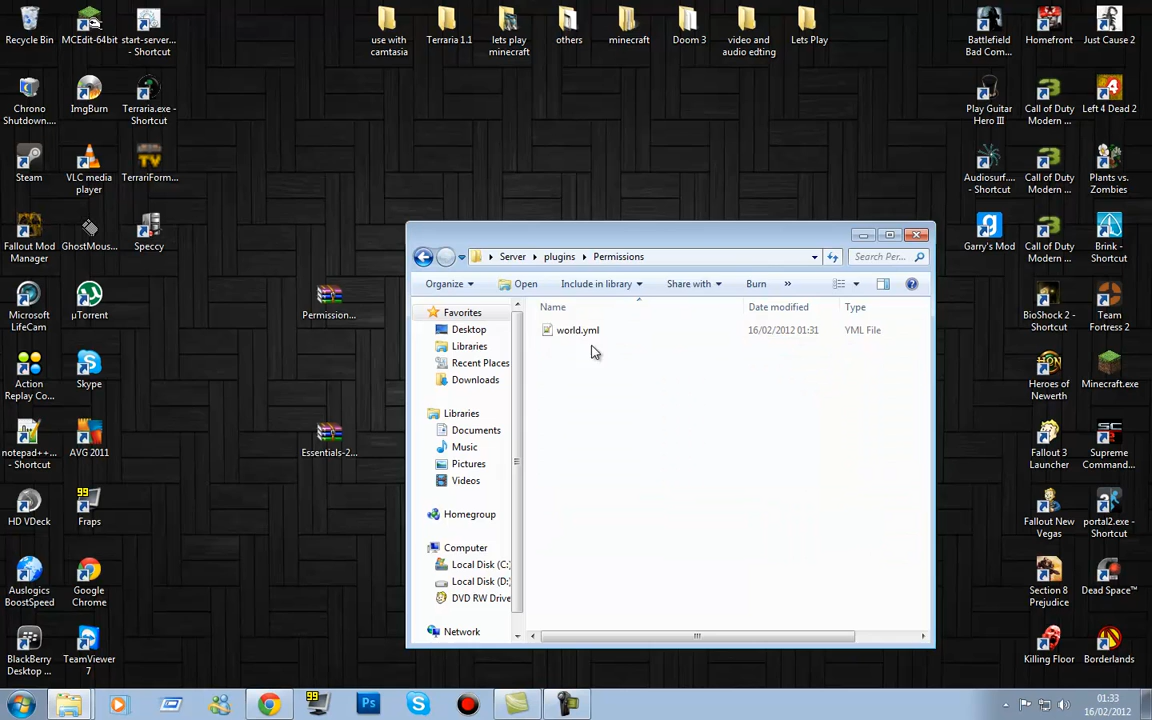 Recycle Bin
MCEdit-64bit
start-server...
- Shortcut
use with
camtasia
Terraria 1.1
lets play
minecraft
others
minecraft
Doom 3
video and
audio edting
Lets Play
Battlefield
Bad Com...
Homefront
Just Cause 2
Chrono
Shutdown....
ImgBurn
Terraria.exe -
Shortcut
Play Guitar
Hero III
Call of Duty
Modern ...
Left 4 Dead 2
Steam
VLC media
player
TerrariForm...
Audiosurf....
- Shortcut
Call of Duty
Modern ...
Plants vs.
Zombies
Fallout Mod
Manager
GhostMous...
Speccy
Garry's Mod
Call of Duty
Modern ...
Brink -
Shortcut
Microsoft
LifeCam
µTorrent
Permission...
BioShock 2 -
Shortcut
Team
Fortress 2
Action
Replay Co...
Skype
Heroes of
Newerth
Minecraft.exe
notepad++...
- Shortcut
AVG 2011
Essentials-2...
Fallout 3
Launcher
Supreme
Command...
HD VDeck
99
Fraps
Fallout New
Vegas
portal2.exe -
Shortcut
Auslogics
BoostSpeed
Google
Chrome
Section 8
Prejudice
Dead Space™
BlackBerry
Desktop ...
TeamViewer
7
Killing Floor
Borderlands
Server
plugins
Permissions
Search Per...
Organize
Open
Include in library
Share with
Burn
»
Name
Date modified
Type
world.yml
16/02/2012 01:31
YML File
Favorites
Desktop
Libraries
Recent Places
Downloads
Libraries
Documents
Music
Pictures
Videos
Homegroup
Computer
Local Disk (C:)
Local Disk (D:)
DVD RW Drive
Network
99
Ps
01:33
16/02/2012